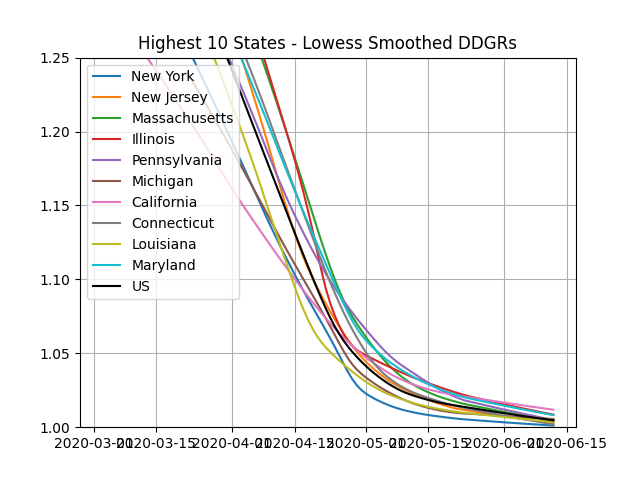 Highest 10 States - Lowess Smoothed DDGRs
1.25
1.20
1.15
1.10
1.05
1.00
New York
New Jersey
Massachusetts
Illinois
Pennsylvania
Michigan
California
Connecticut
Louisiana
Maryland
US
2020-03-01 2020-03-15 2020-04-01 2020-04-15 2020-05-01 2020-05-15 2020-06-01 2020-06-15